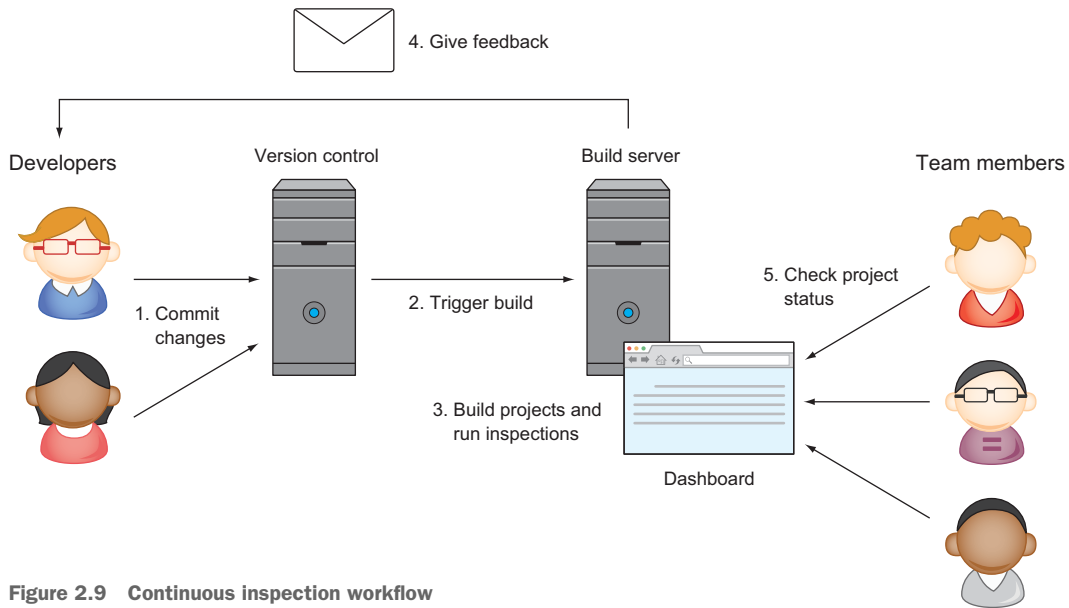 4. Give feedback
Developers
Version control
Build server
Team members
1. Commit
changes
2. Trigger build
5. Check project
status
3. Build projects and
run inspections
Dashboard
Figure 2.9 Continuous inspection workflow